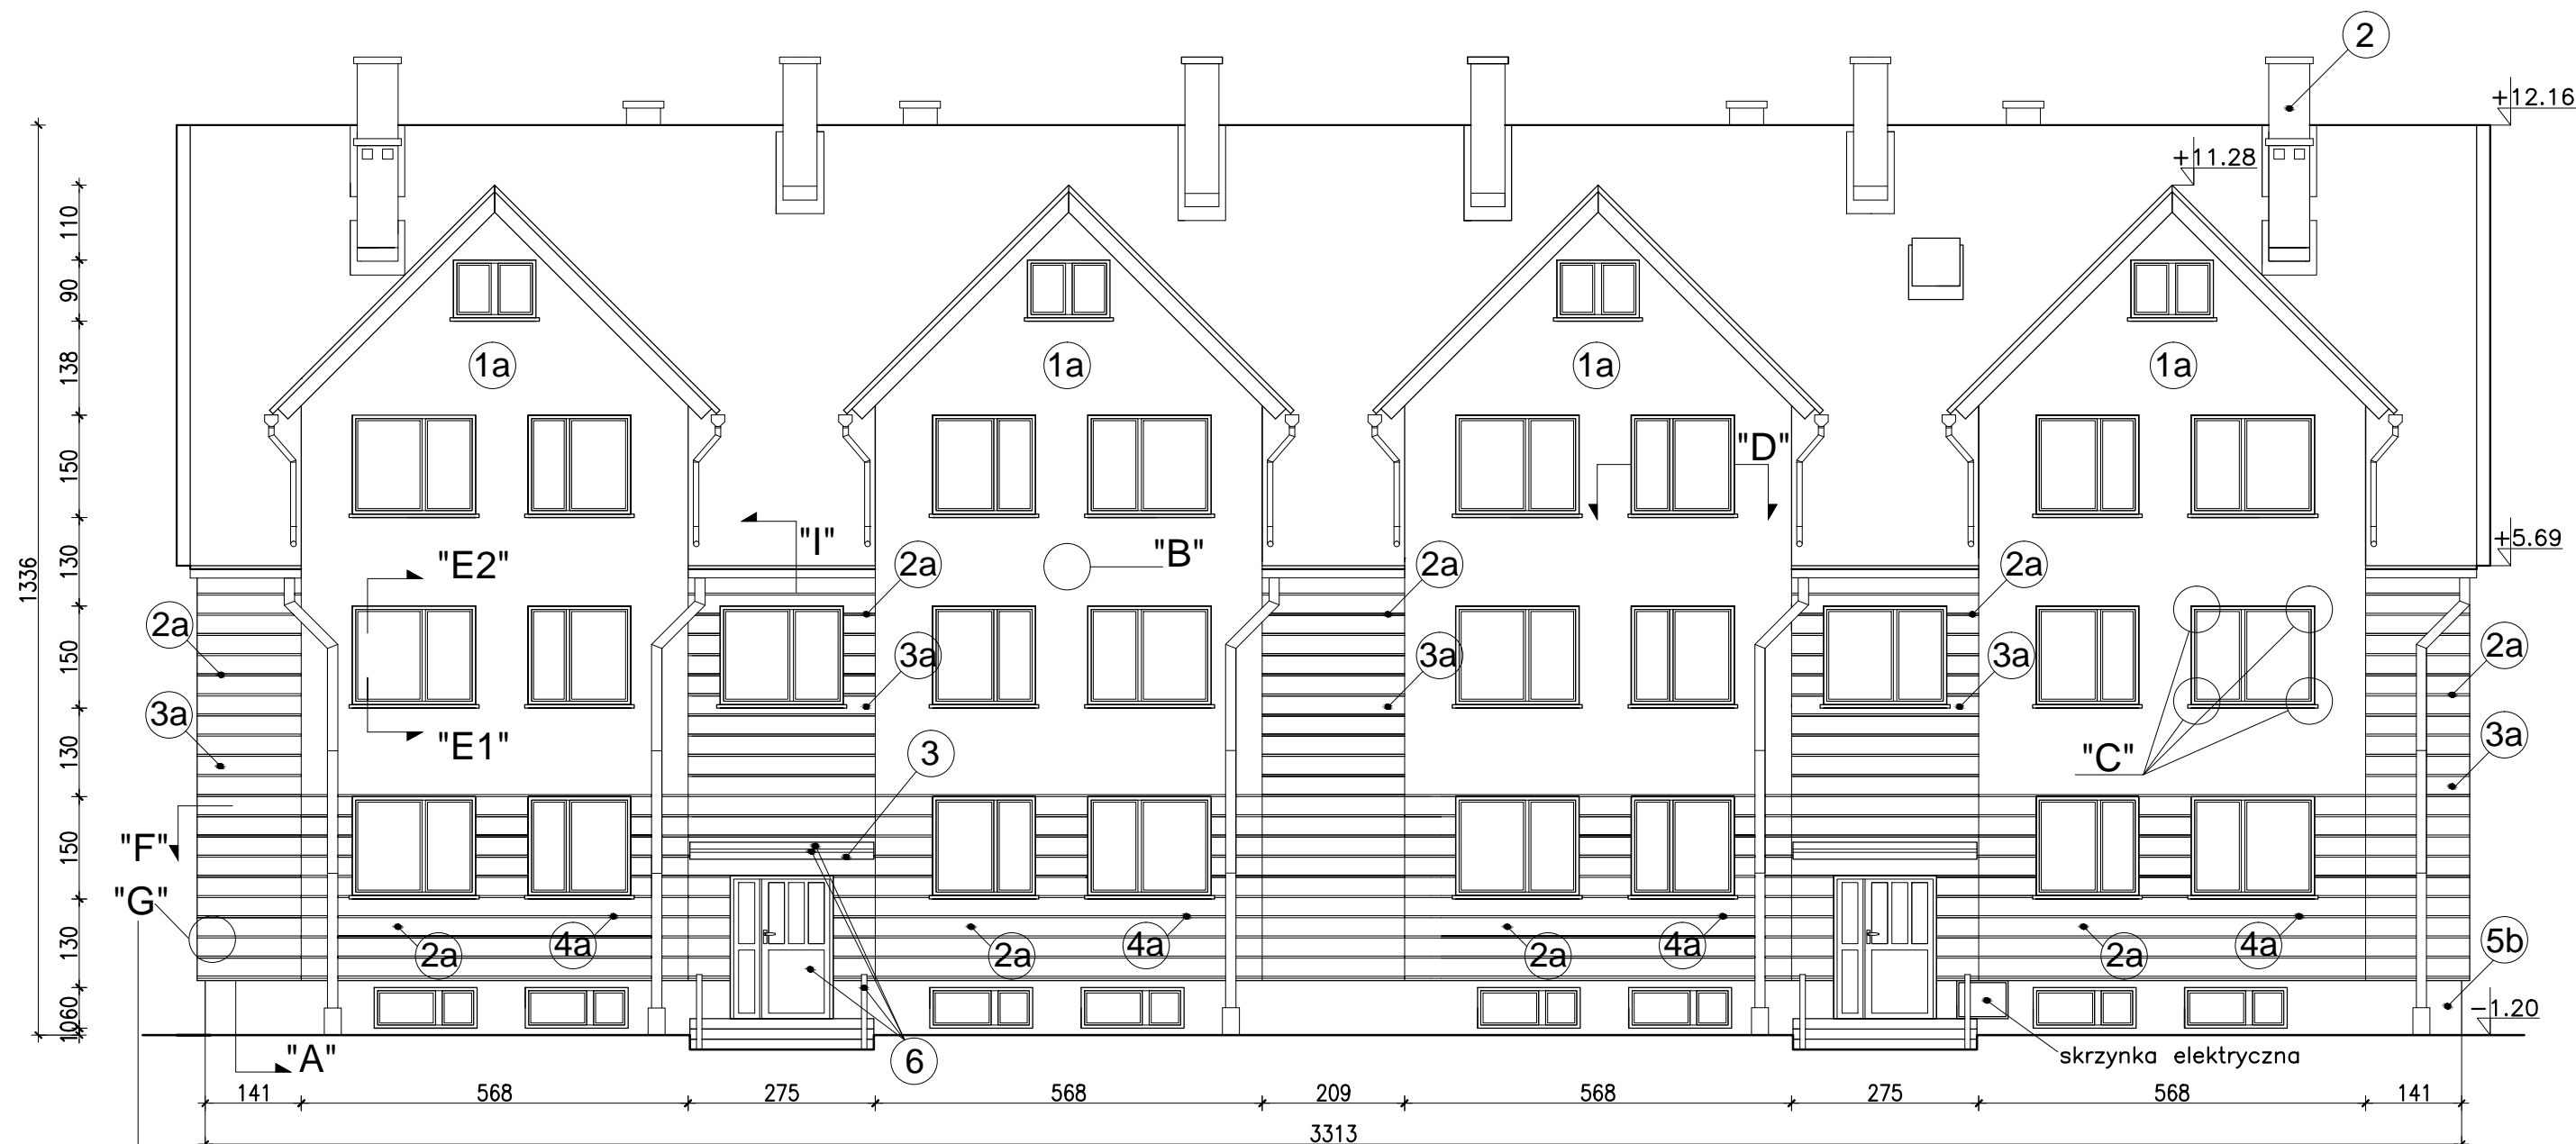 2
+12.16
+11.28
110
90
138
1a
1a
1a
1a
150
"D"
"I"
130
"E2"
"B"
2a
2a
2a
+5.69
1336
2a
150
3a
3a
3a
2a
3a
"E1"
130
3
"C"
3a
"F"
150
"G"
130
2a
4a
2a
4a
2a
4a
2a
4a
5b
1060
-1.20
"A"
6
skrzynka elektryczna
141
568
275
568
209
568
275
568
141
3313